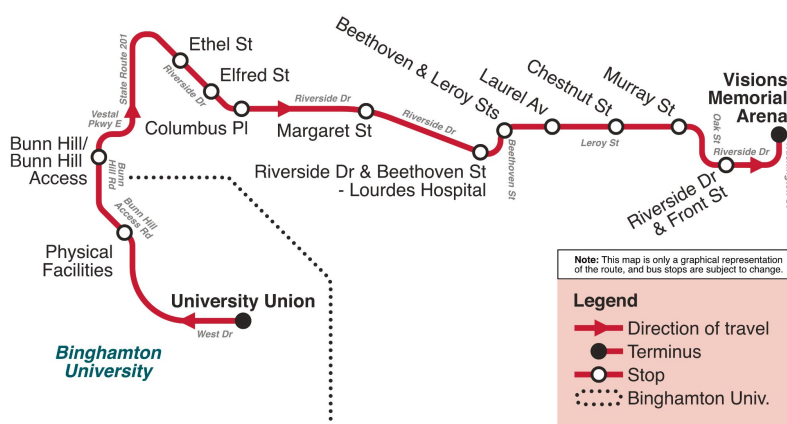 Ethel St
Elfred St
Columbus Pl
Margaret St
Riverside Dr & Beethoven St
- Lourdes Hospital
Beethoven & Leroy Sts
Laurel Av
Chestnut St
Murray St
Riverside Dr
& Front St
Visions
Memorial
Arena
State Route 201
Vestal
Pkwy E
Riverside Dr
Riverside Dr
Riverside Dr
Beethoven St
Leroy St
Oak St
Riverside Dr
Bunn Hill/
Bunn Hill
Access
Bunn
Hill Rd
Bunn Hill
Access Rd
Physical
Facilities
University Union
West Dr
Binghamton
University
Note: This map is only a graphical representation
of the route, and bus stops are subject to change.
Legend
Direction of travel
Terminus
Stop
Binghamton Univ.